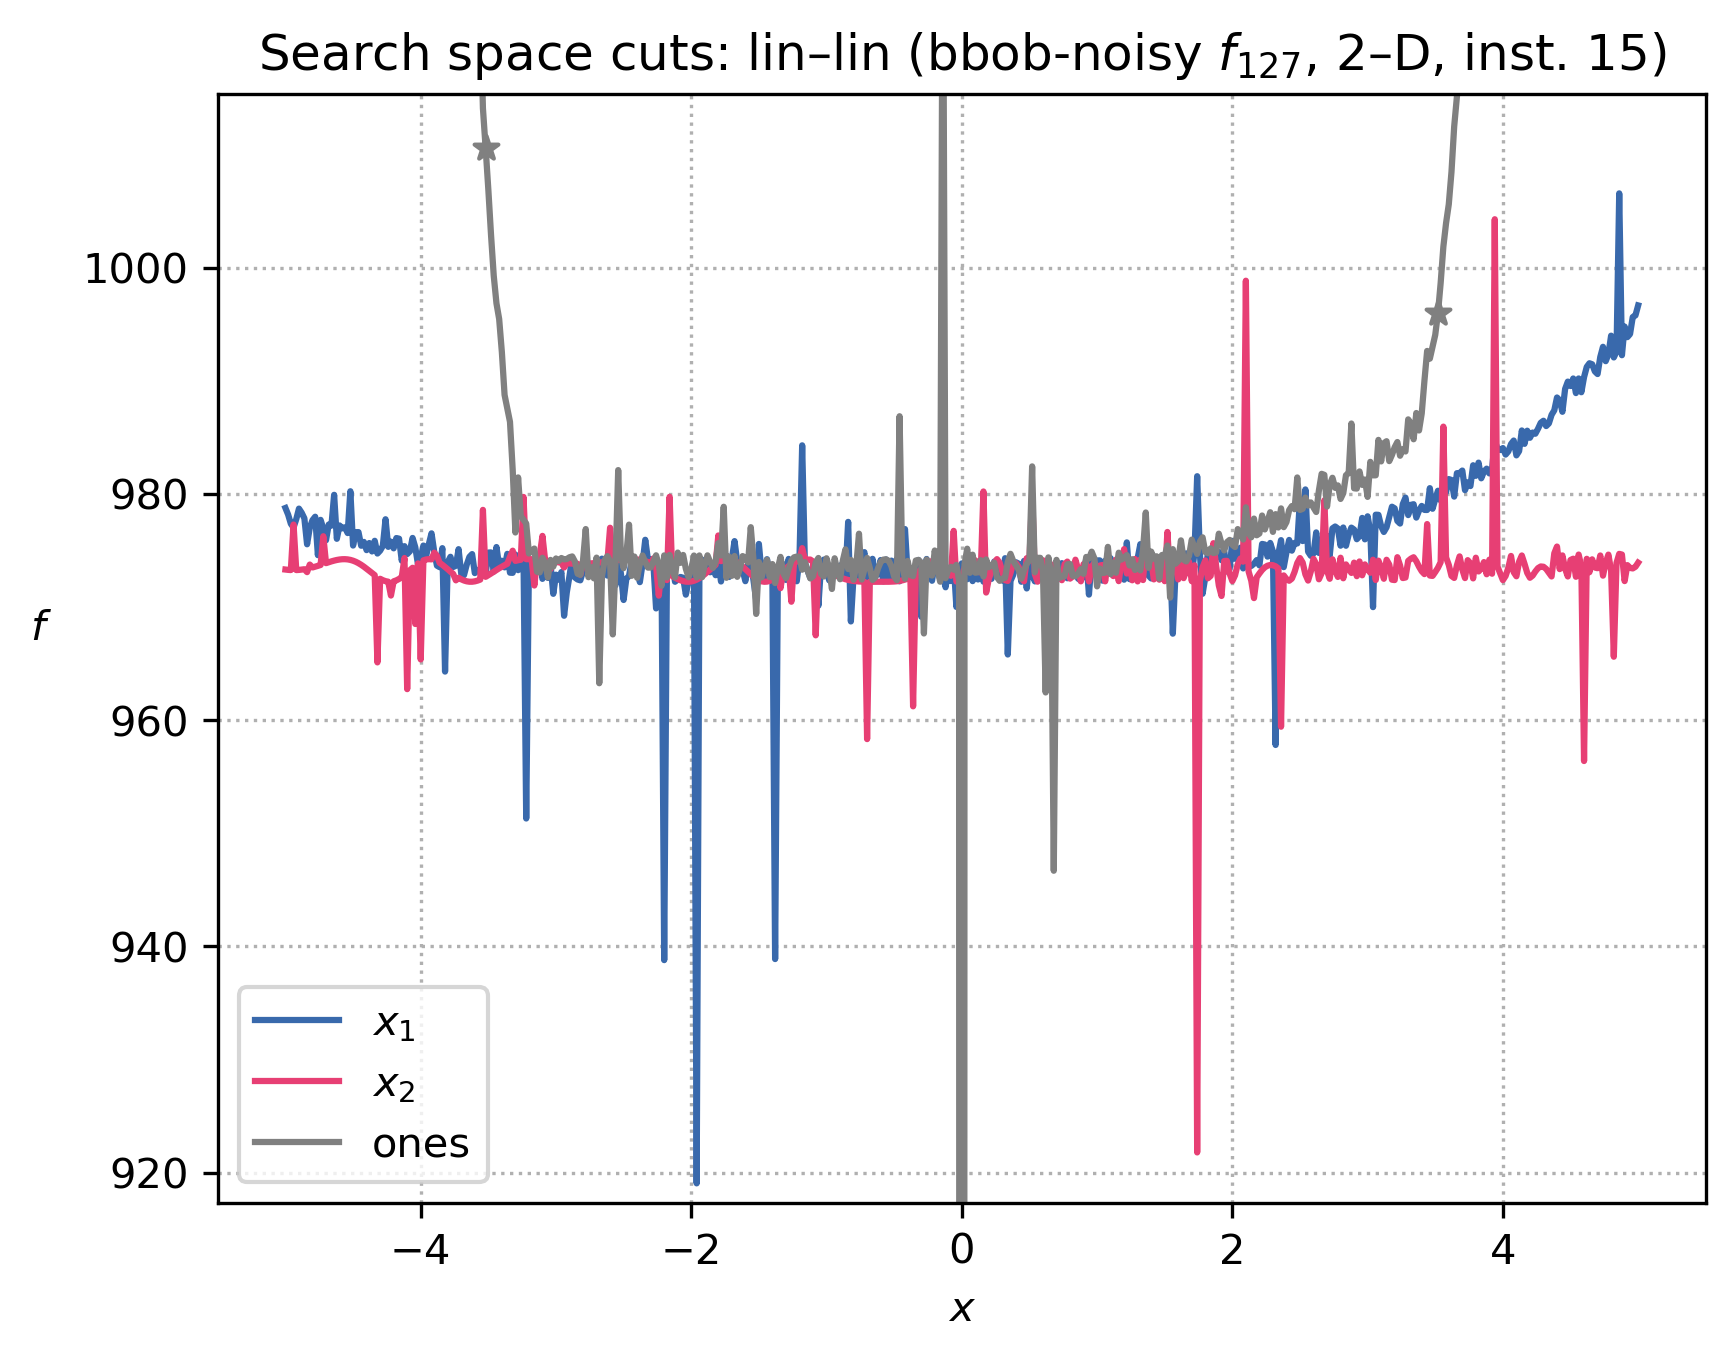 Search space cuts: lin–lin (bbob-noisy f₁₂₇, 2–D, inst. 15)
1000
980
960
940
920
f
x₁
x₂
ones
−4 −2 0 2 4
x